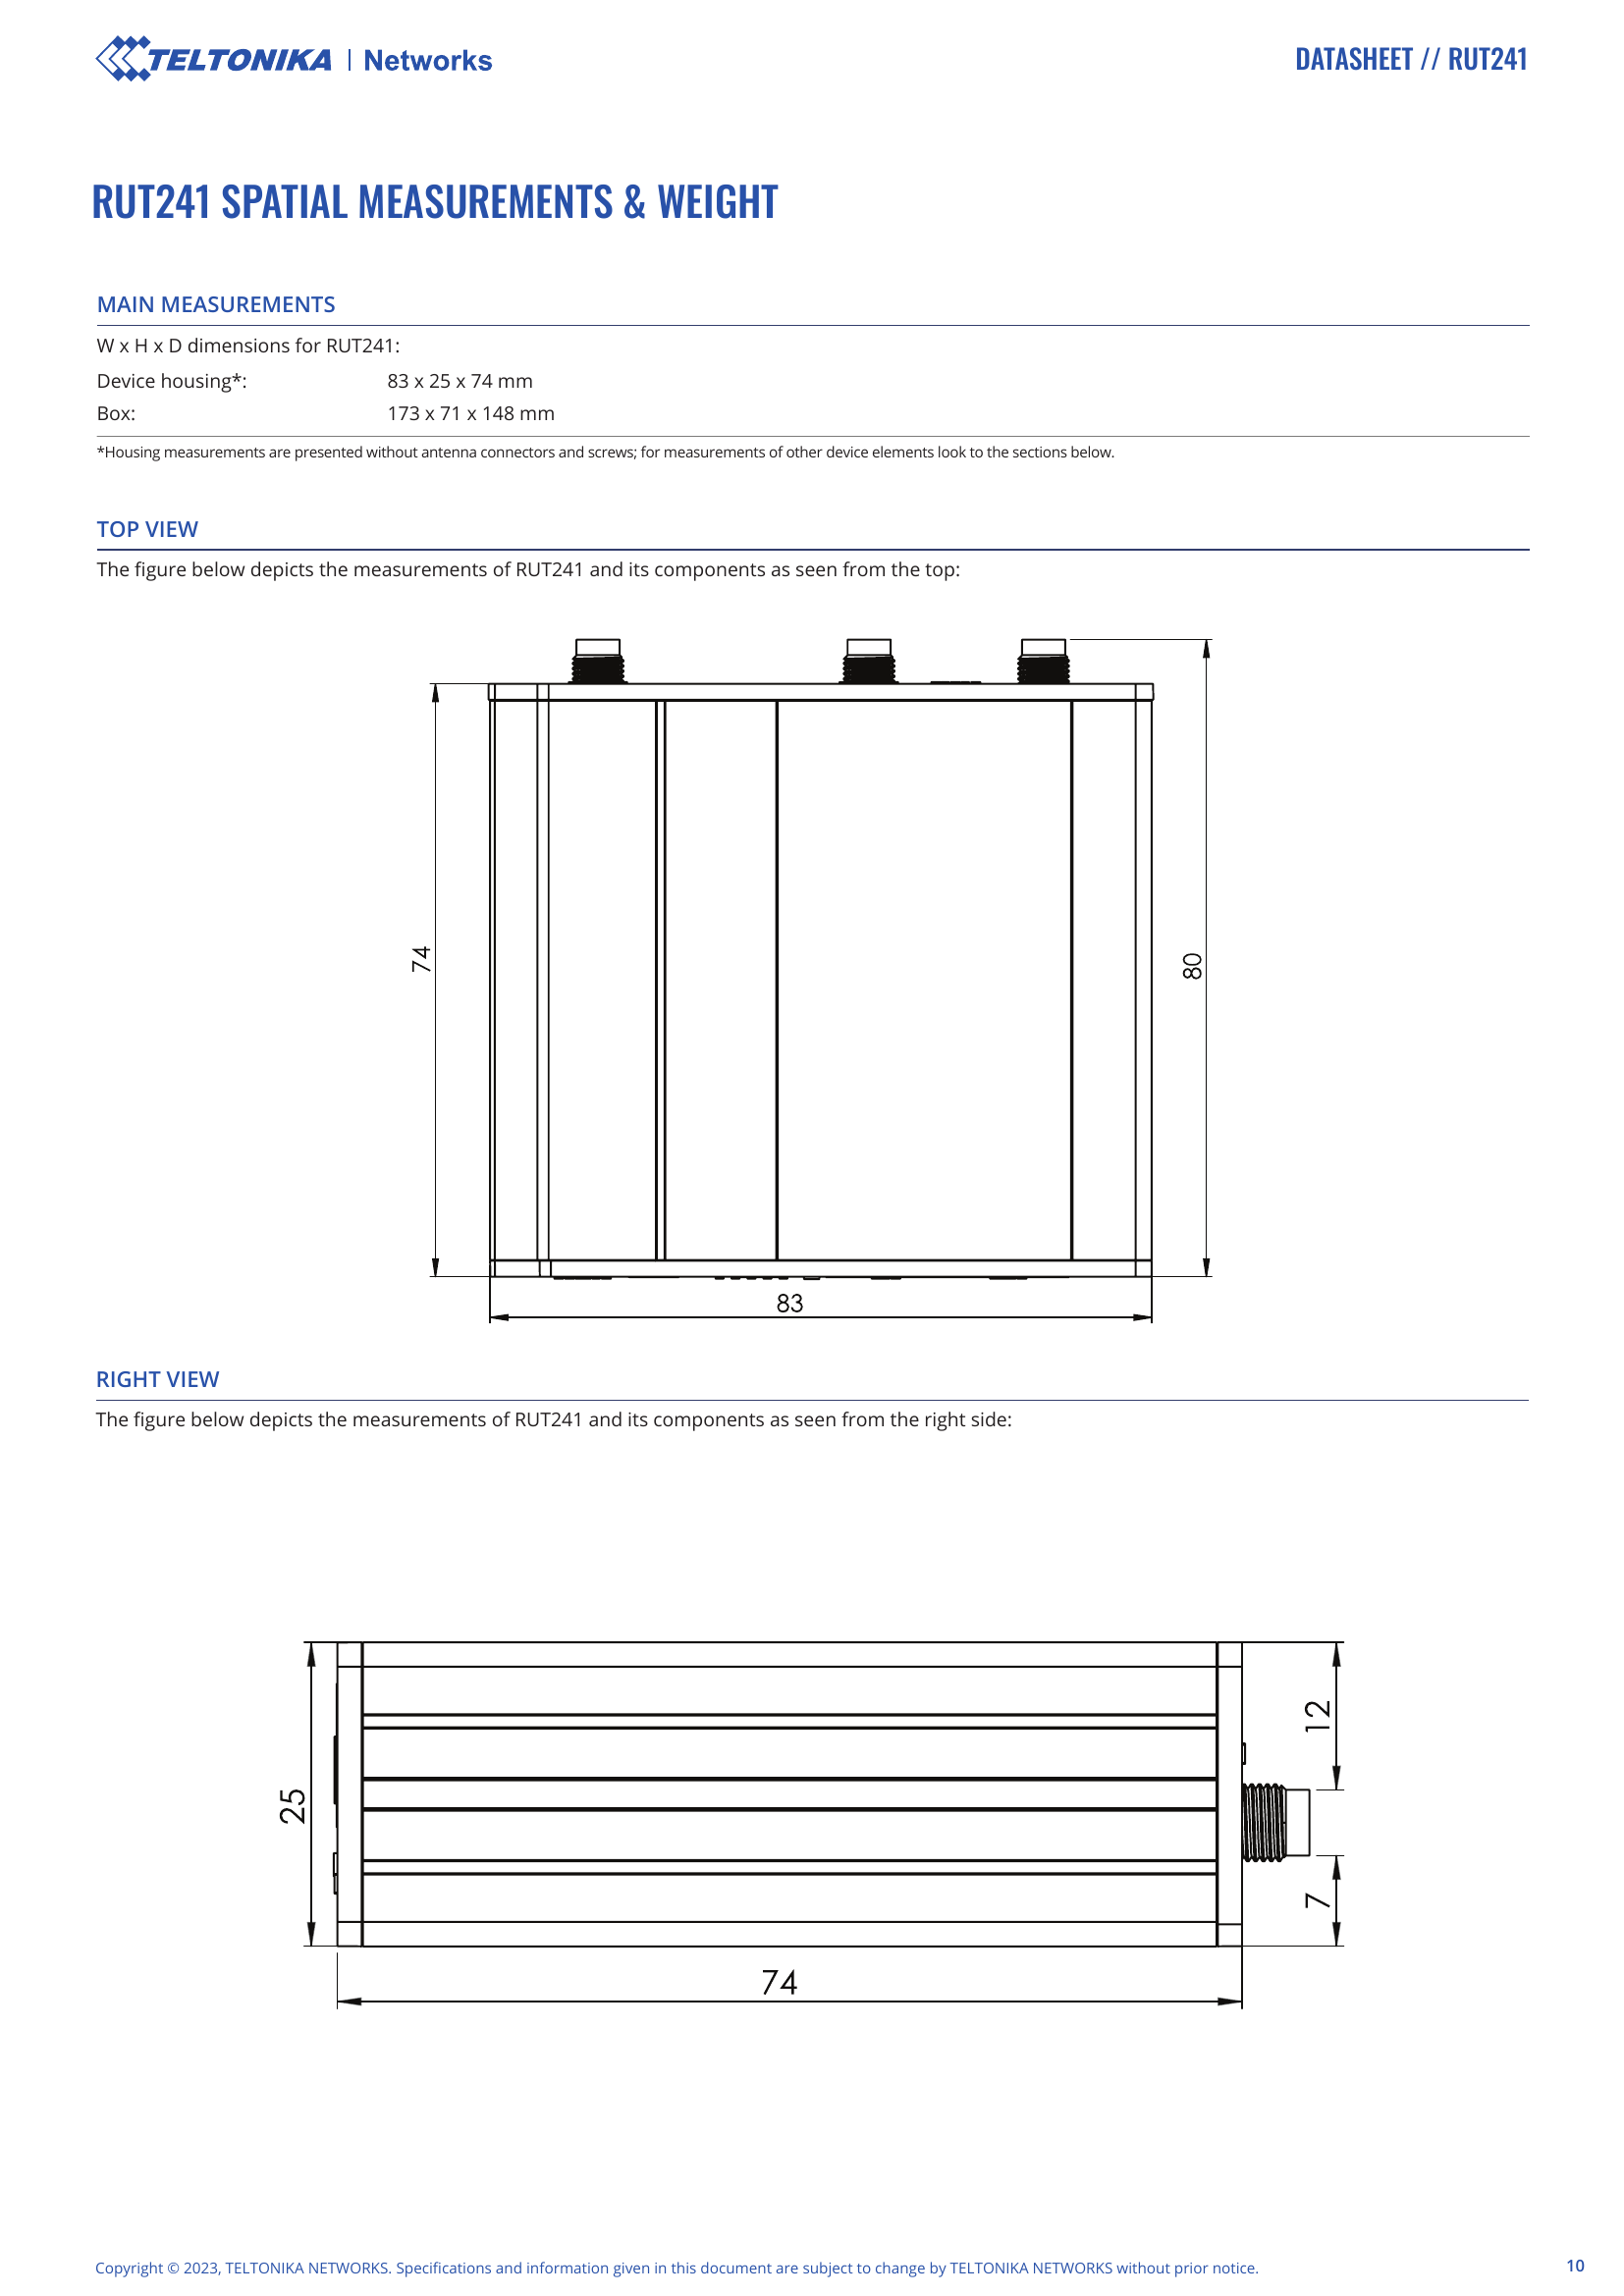 TELTONIKA | Networks
DATASHEET // RUT241
RUT241 SPATIAL MEASUREMENTS & WEIGHT
MAIN MEASUREMENTS
W x H x D dimensions for RUT241:
Device housing*: 83 x 25 x 74 mm
Box: 173 x 71 x 148 mm
*Housing measurements are presented without antenna connectors and screws; for measurements of other device elements look to the sections below.
TOP VIEW
The figure below depicts the measurements of RUT241 and its components as seen from the top:
74
80
83
RIGHT VIEW
The figure below depicts the measurements of RUT241 and its components as seen from the right side:
12
25
7
74
Copyright © 2023, TELTONIKA NETWORKS. Specifications and information given in this document are subject to change by TELTONIKA NETWORKS without prior notice.
10